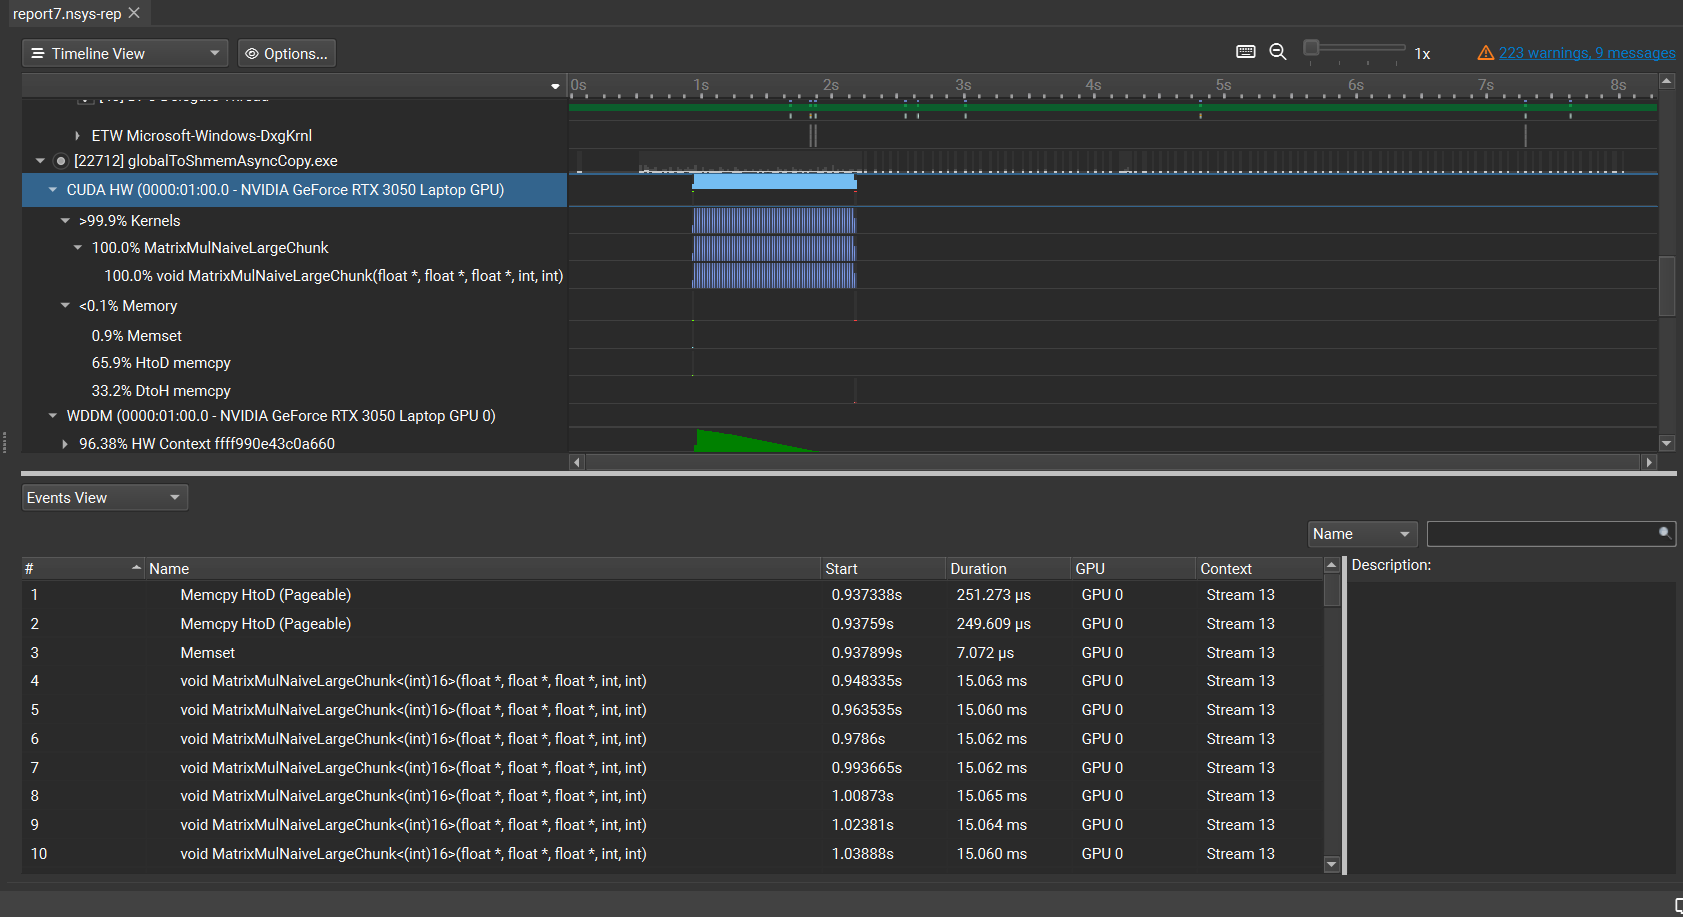 report7.nsys-rep
Timeline View
Options...
1x
223 warnings, 9 messages
0s 1s 2s 3s 4s 5s 6s 7s 8s
ETW Microsoft-Windows-DxgKrnl
[22712] globalToShmemAsyncCopy.exe
CUDA HW (0000:01:00.0 - NVIDIA GeForce RTX 3050 Laptop GPU)
>99.9% Kernels
100.0% MatrixMulNaiveLargeChunk
100.0% void MatrixMulNaiveLargeChunk(float *, float *, float *, int, int)
<0.1% Memory
0.9% Memset
65.9% HtoD memcpy
33.2% DtoH memcpy
WDDM (0000:01:00.0 - NVIDIA GeForce RTX 3050 Laptop GPU 0)
96.38% HW Context ffff990e43c0a660
Events View
Name
# Name Start Duration GPU Context
Description:
1 Memcpy HtoD (Pageable) 0.937338s 251.273 μs GPU 0 Stream 13
2 Memcpy HtoD (Pageable) 0.93759s 249.609 μs GPU 0 Stream 13
3 Memset 0.937899s 7.072 μs GPU 0 Stream 13
4 void MatrixMulNaiveLargeChunk<(int)16>(float *, float *, float *, int, int) 0.948335s 15.063 ms GPU 0 Stream 13
5 void MatrixMulNaiveLargeChunk<(int)16>(float *, float *, float *, int, int) 0.963535s 15.060 ms GPU 0 Stream 13
6 void MatrixMulNaiveLargeChunk<(int)16>(float *, float *, float *, int, int) 0.9786s 15.062 ms GPU 0 Stream 13
7 void MatrixMulNaiveLargeChunk<(int)16>(float *, float *, float *, int, int) 0.993665s 15.062 ms GPU 0 Stream 13
8 void MatrixMulNaiveLargeChunk<(int)16>(float *, float *, float *, int, int) 1.00873s 15.065 ms GPU 0 Stream 13
9 void MatrixMulNaiveLargeChunk<(int)16>(float *, float *, float *, int, int) 1.02381s 15.064 ms GPU 0 Stream 13
10 void MatrixMulNaiveLargeChunk<(int)16>(float *, float *, float *, int, int) 1.03888s 15.060 ms GPU 0 Stream 13